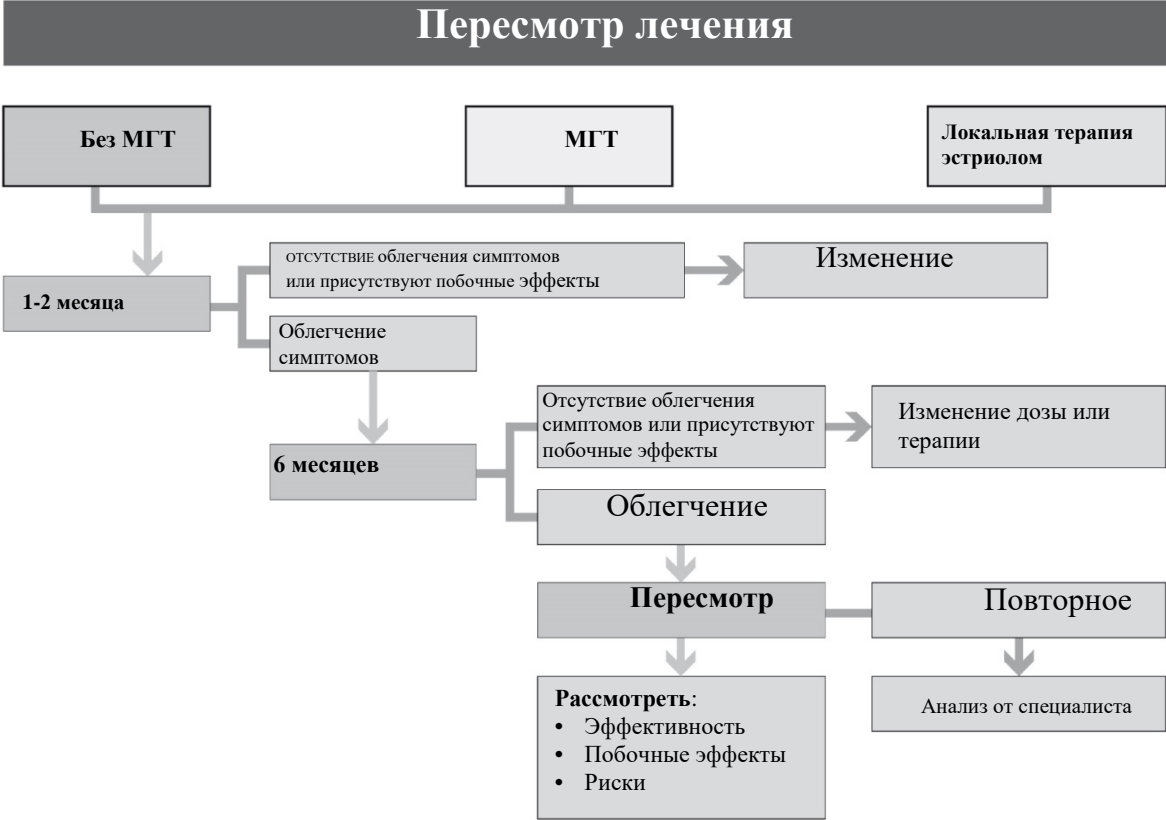 Пересмотр лечения
Без МГТ
МГТ
Локальная терапия
эстриолом
1-2 месяца
ОТСУТСТВИЕ облегчения симптомов
или присутствуют побочные эффекты
Изменение
Облегчение
симптомов
6 месяцев
Отсутствие облегчения
симптомов или присутствуют
побочные эффекты
Изменение дозы или
терапии
Облегчение
Пересмотр
Повторное
Рассмотреть:
• Эффективность
• Побочные эффекты
• Риски
Анализ от специалиста